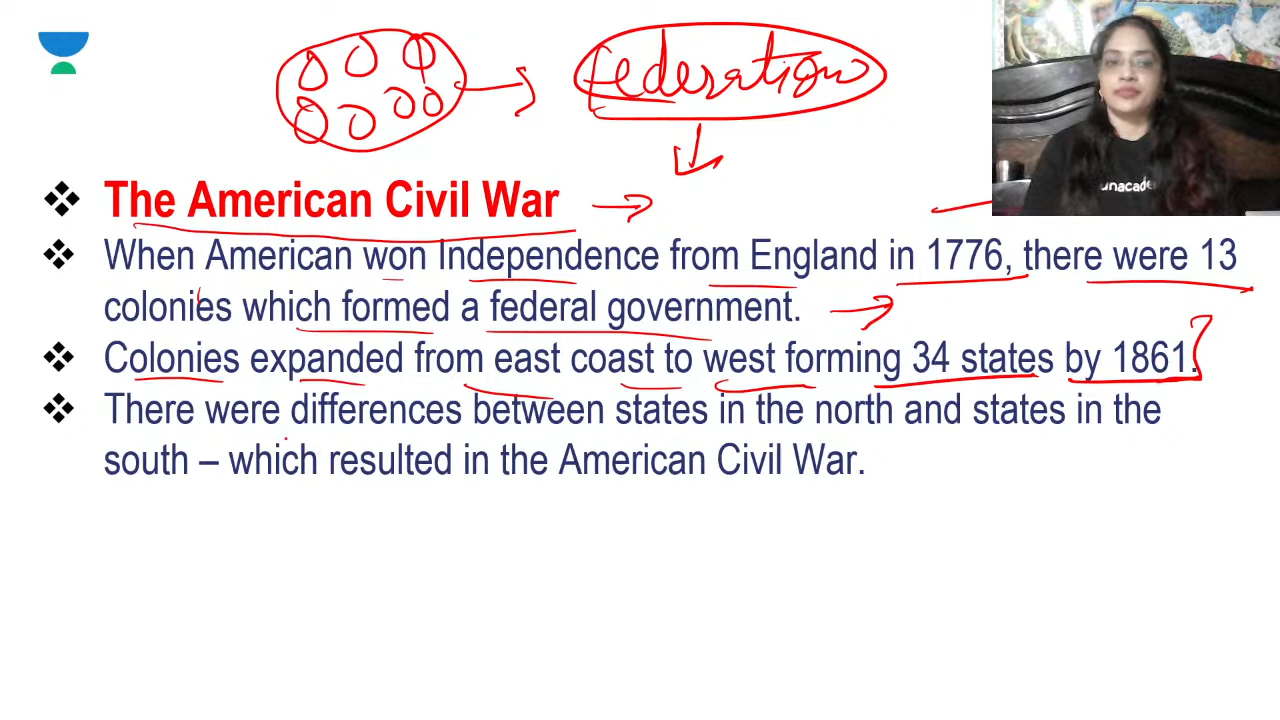 federation
The American Civil War
When American won Independence from England in 1776, there were 13
colonies which formed a federal government.
Colonies expanded from east coast to west forming 34 states by 1861.
There were differences between states in the north and states in the
south – which resulted in the American Civil War.
unacade